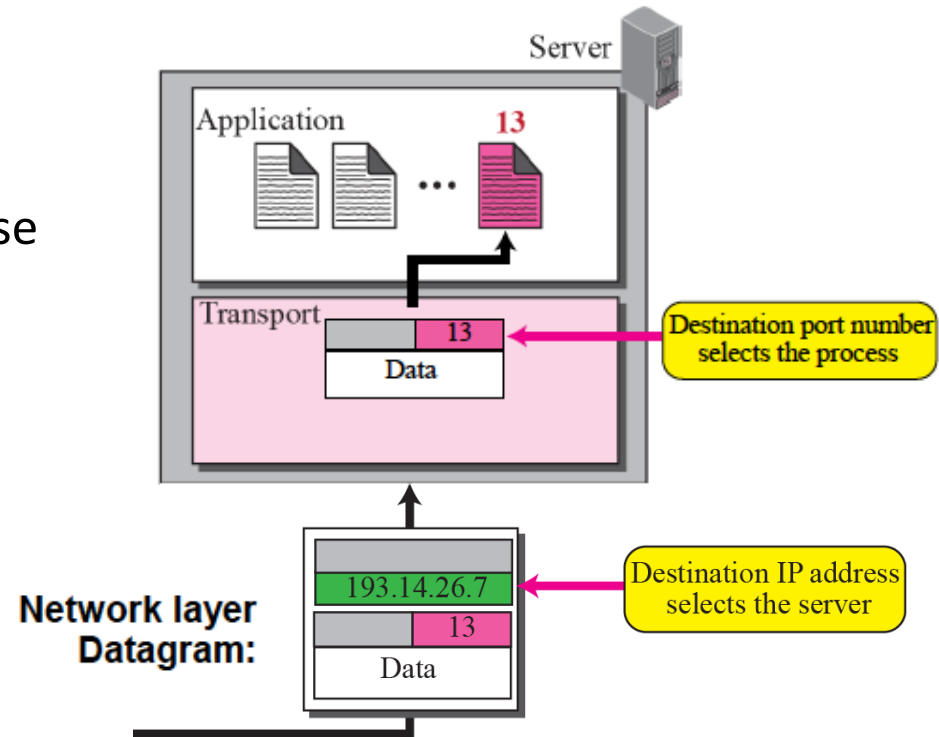 Server
Application
13
se
Transport
13
Data
Destination port number
selects the process
193.14.26.7
Destination IP address
selects the server
Network layer
Datagram:
13
Data